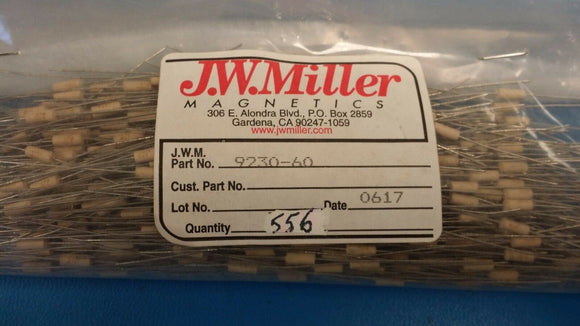 J.W.Miller
MAGNETICS
306 E. Alondra Blvd., P.O. Box 2859
Gardena, CA 90247-1059
www.jwmiller.com
J.W.M.
Part No. 9230-60
Cust. Part No.
Lot No. Date 0617
Quantity 556